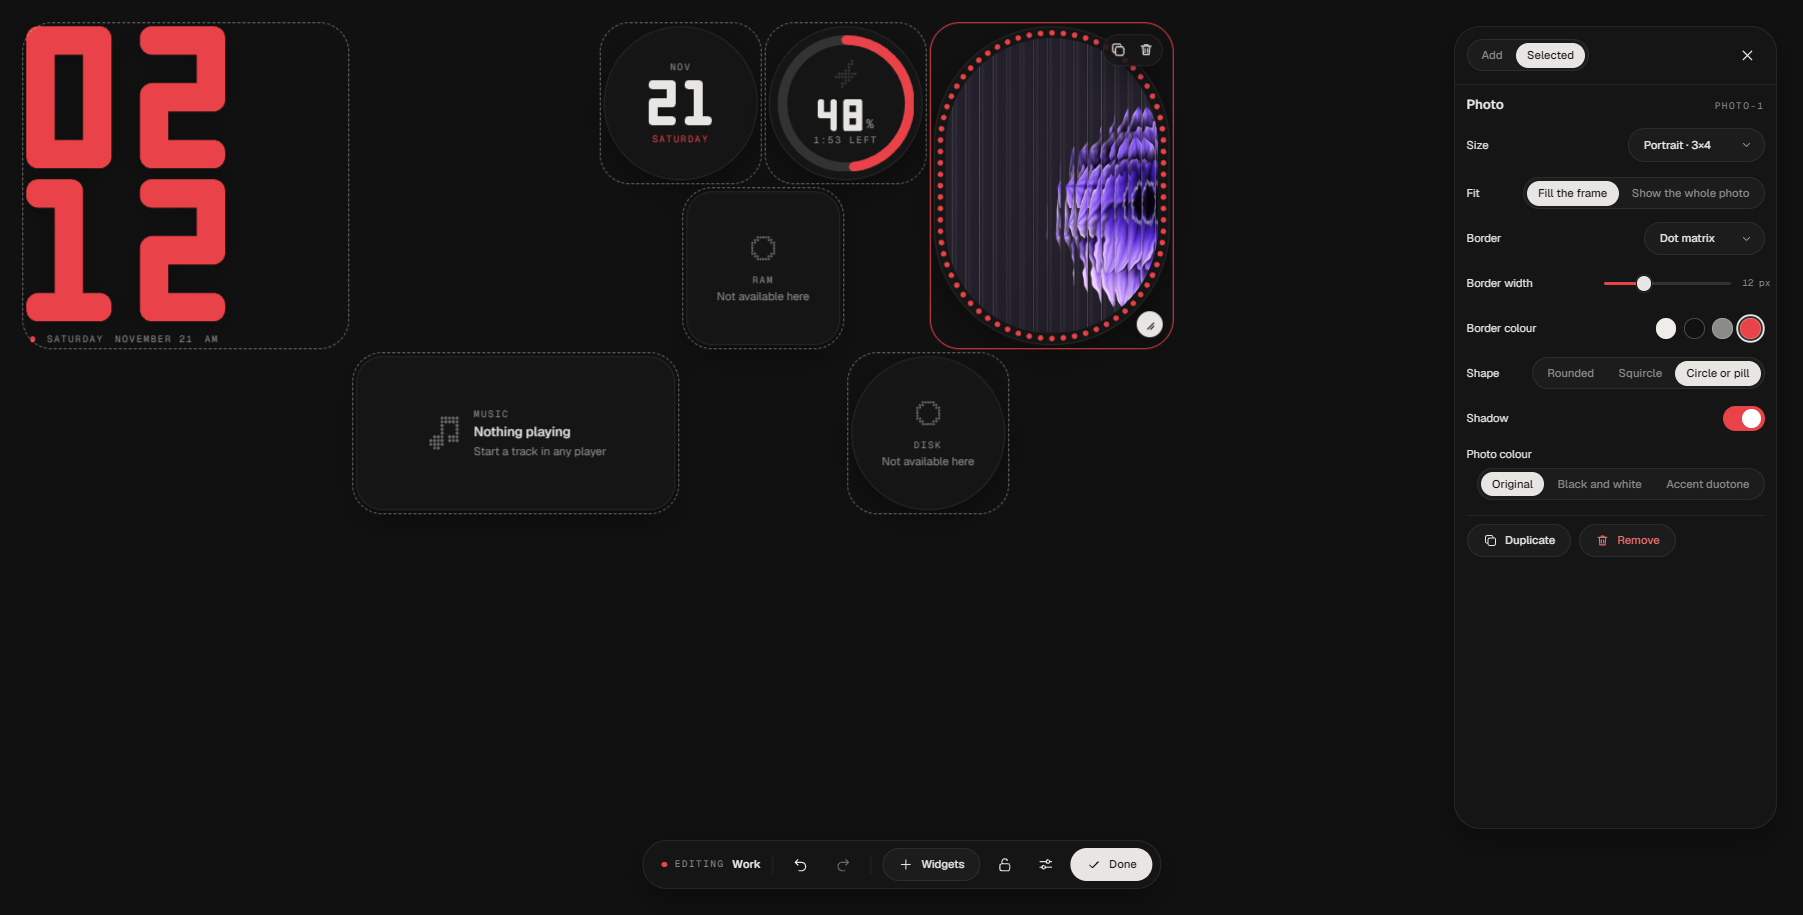 02
12
SATURDAY NOVEMBER 21 AM
NOV
21
SATURDAY
48%
1:53 LEFT
RAM
Not available here
MUSIC
Nothing playing
Start a track in any player
DISK
Not available here
Add Selected
Photo PHOTO-1
Size Portrait · 3×4
Fit Fill the frame Show the whole photo
Border Dot matrix
Border width 12 px
Border colour
Shape Rounded Squircle Circle or pill
Shadow
Photo colour
Original Black and white Accent duotone
Duplicate Remove
EDITING Work Widgets Done